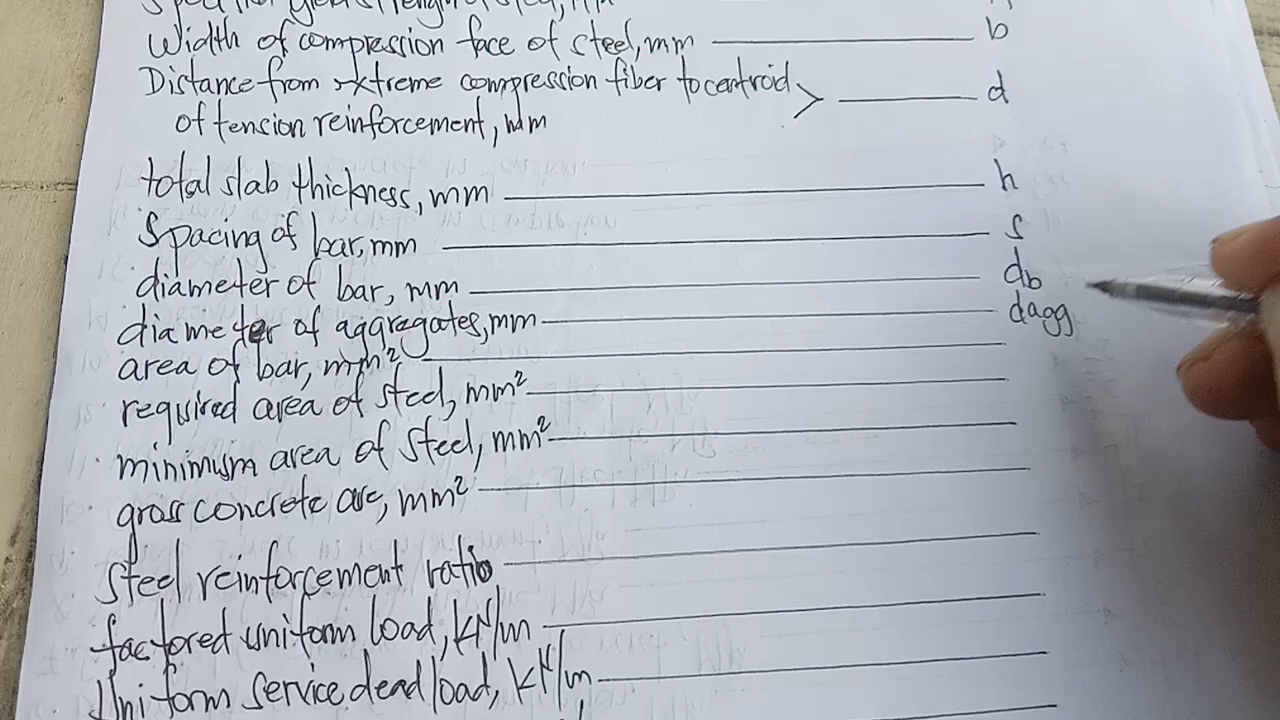 Width of compression face of steel, mm b
Distance from extreme compression fiber to centroid d
of tension reinforcement, mm
total slab thickness, mm h
spacing of bar, mm s
diameter of bar, mm db
diameter of aggregates, mm dagg
area of bar, mm²
required area of steel, mm²
minimum area of steel, mm²
gross concrete are, mm²
steel reinforcement ratio
factored uniform load, kN/m
Uniform service dead load, kN/m